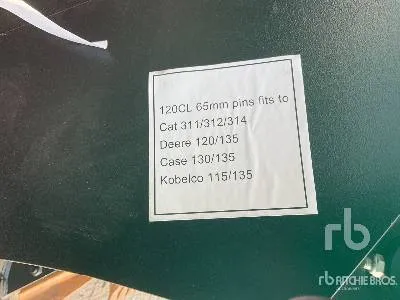 120CL 65mm pins fits to
Cat 311/312/314
Deere 120/135
Case 130/135
Kobelco 115/135
rb
rb
RITCHIE BROS.
Auctioneers